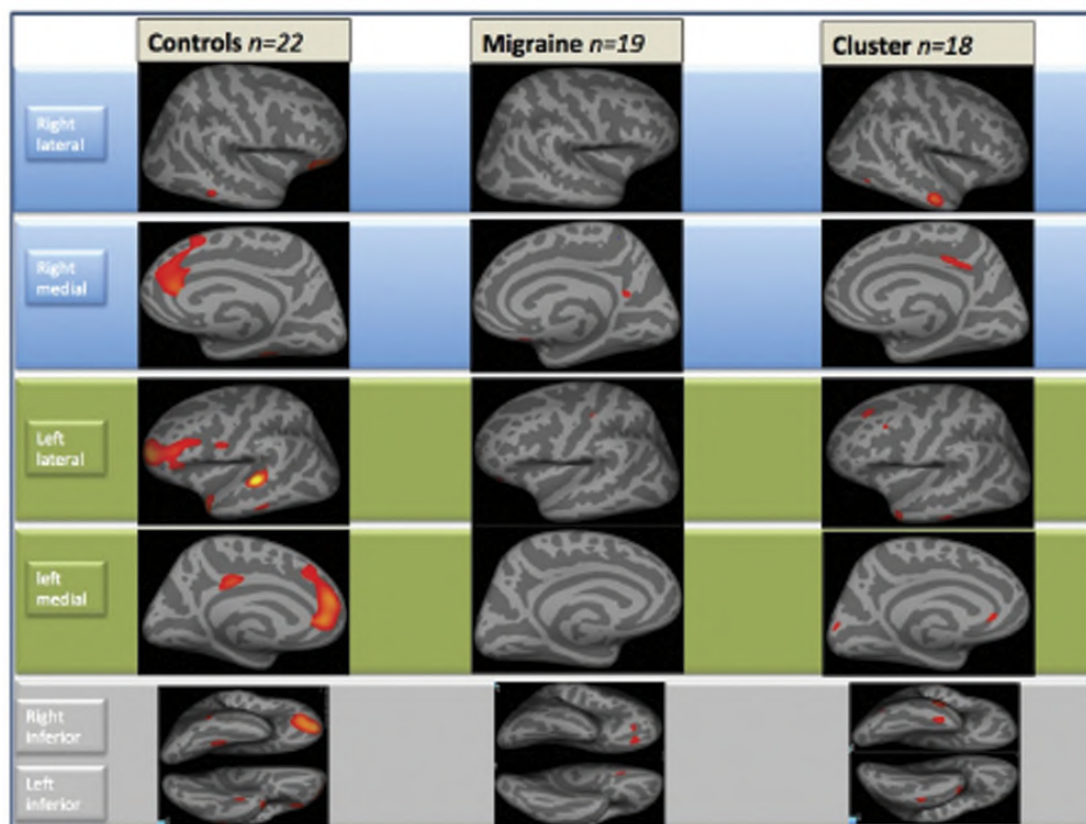 Controls n=22
Migraine n=19
Cluster n=18
Right
lateral
Right
medial
Left
lateral
left
medial
Right
inferior
Left
inferior